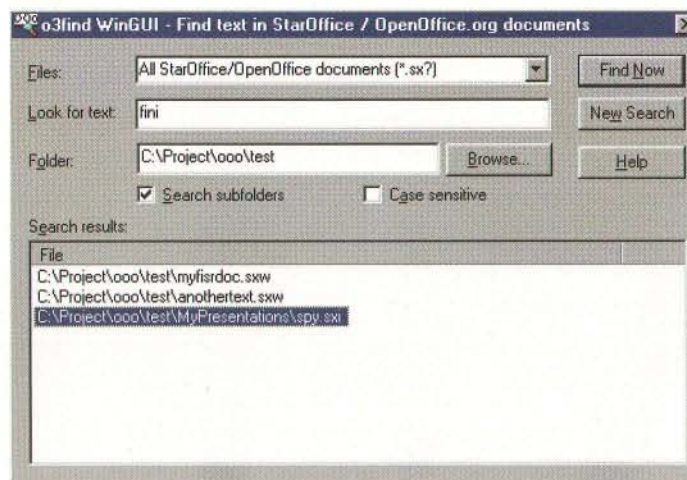 o3find WinGUI - Find text in StarOffice / OpenOffice.org documents
Files: All StarOffice/OpenOffice documents (*.sx?) Find Now
Look for text: fini New Search
Folder: C:\Project\ooo\test Browse... Help
Search subfolders Case sensitive
Search results:
File
C:\Project\ooo\test\myfisrdoc.sxw
C:\Project\ooo\test\anothertext.sxw
C:\Project\ooo\test\MyPresentations\spy.sxi